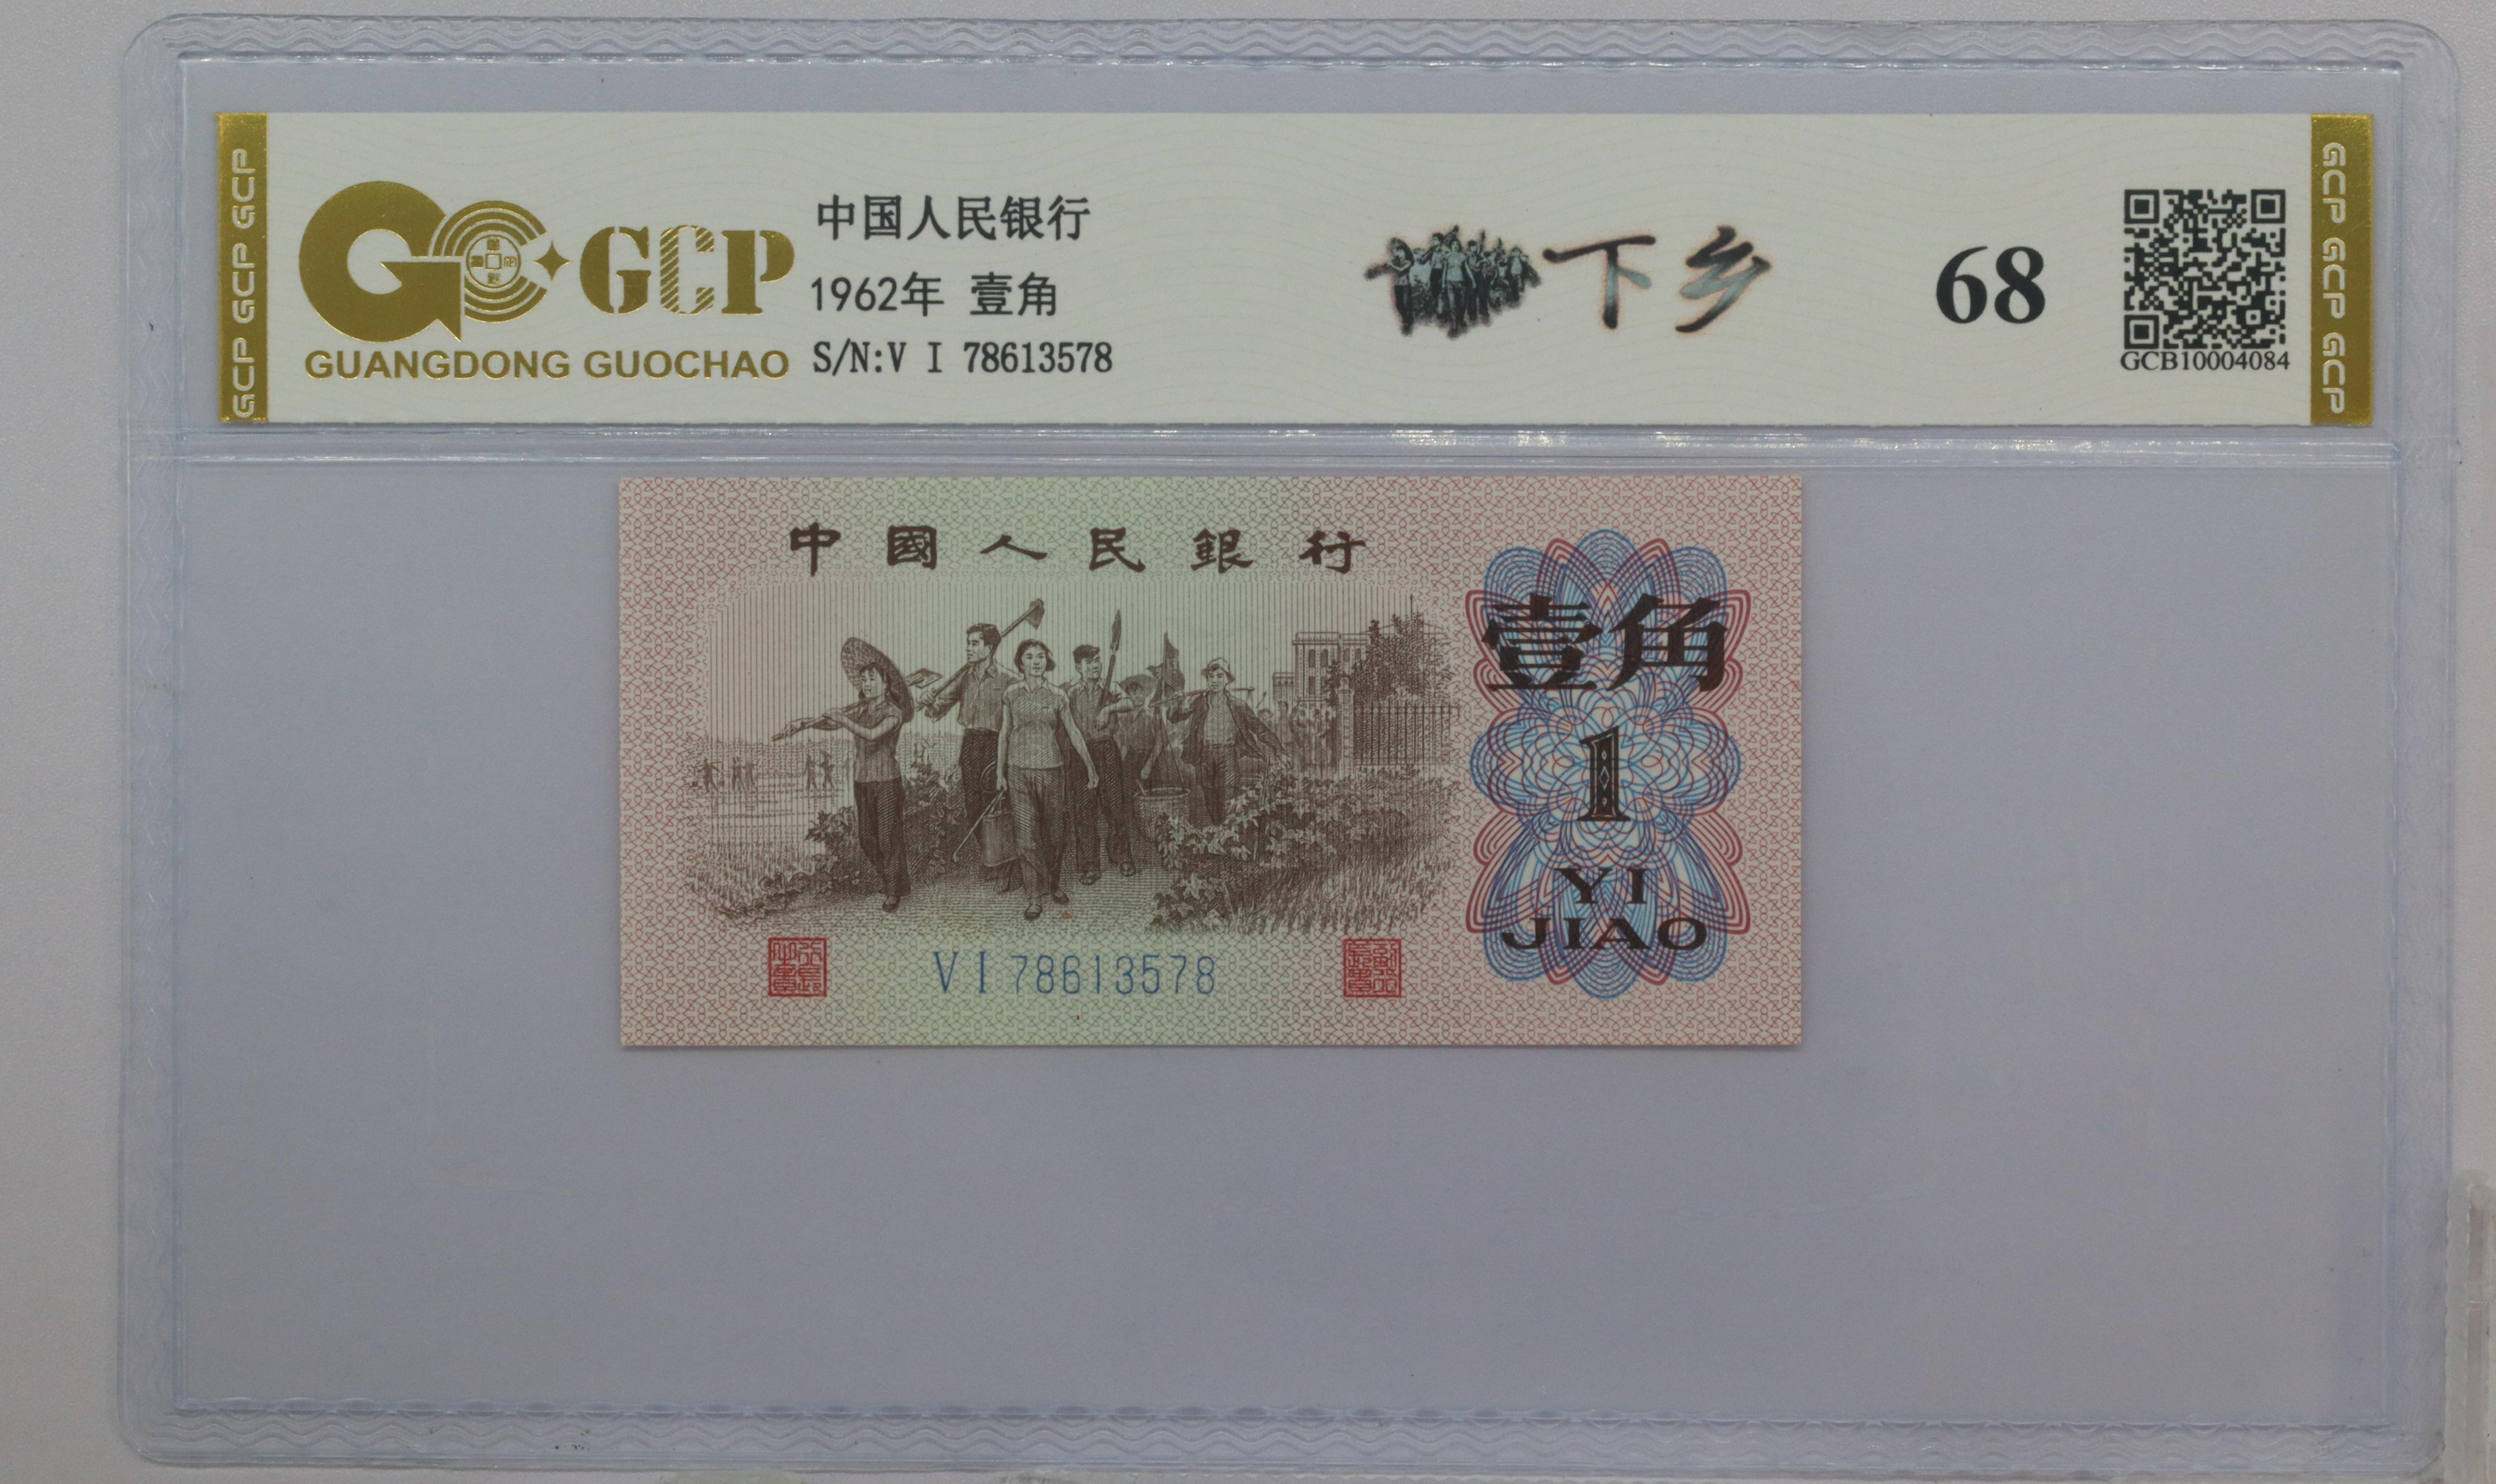 GCP GCP GCP
GCP
GUANGDONG GUOCHAO
中国人民银行
1962年 壹角
S/N:V I 78613578
下乡
68
GCB10004084
GCP GCP GCP
中國人民銀行
壹角
1
YI
JIAO
VI 78613578